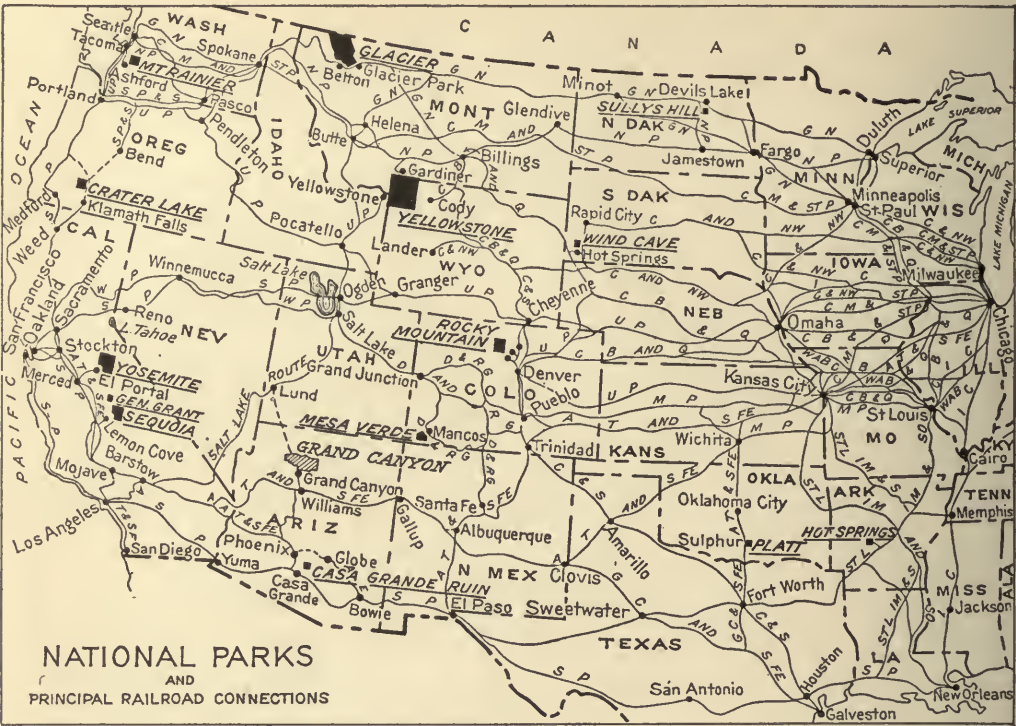 C A N A D A
WASH
Seattle
Tacoma
Spokane
MT RAINIER
Ashford
Portland
Pasco
Pendleton
S P & S
OREG
Bend
IDAHO
GLACIER
Belton
Glacier Park
MONT
Glendive
Helena
Butte
Billings
Gardiner
Cody
Yellowstone
YELLOWSTONE
Minot
Devils Lake
SULLYS HILL
N DAK
Jamestown
Fargo
Duluth
Superior
LAKE SUPERIOR
MICH
MINN
Minneapolis
St. Paul
WIS
LAKE MICHIGAN
S DAK
Rapid City
WIND CAVE
Hot Springs
IOWA
Milwaukee
Chicago
PACIFIC OCEAN
Medford
CRATER LAKE
Klamath Falls
Weed
CAL
Pocatello
Lander
WYO
Granger
Cheyenne
NEB
Omaha
Salt Lake
Ogden
Salt Lake
Winnemucca
San Francisco
Oakland
Sacramento
Reno
L. Tahoe
NEV
Stockton
YOSEMITE
Merced
El Portal
GEN. GRANT
SEQUOIA
Lemon Cove
Barstow
Mojave
UTAH
Grand Junction
ROCKY
MOUNTAIN
Denver
COLO
Pueblo
Lund
SALT LAKE ROUTE
MESA VERDE
Mancos
Trinidad
KANS
Wichita
Kansas City
St Louis
MO
ILL
Cairo
KY
GRAND CANYON
Grand Canyon
Williams
Gallup
Santa Fe
Albuquerque
OKLA
Oklahoma City
ARK
TENN
Memphis
Los Angeles
San Diego
ARIZ
Yuma
Phoenix
Globe
CASA GRANDE RUIN
Casa
Grande
Bowie
N MEX
Clovis
Amarillo
Sulphur
PLATT
HOT SPRINGS
El Paso
Sweetwater
Fort Worth
TEXAS
MISS
ALA
Jackson
LA
San Antonio
Houston
Galveston
New Orleans
NATIONAL PARKS
AND
PRINCIPAL RAILROAD CONNECTIONS